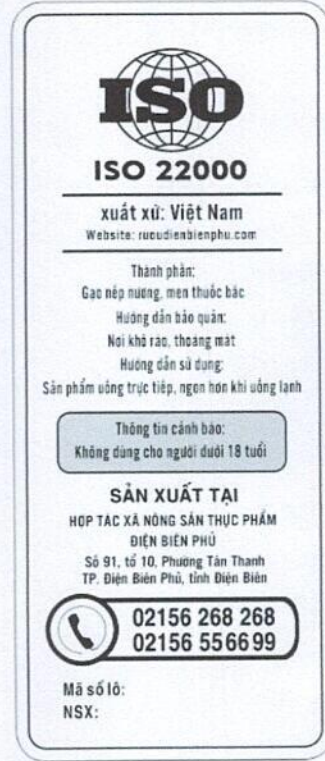 ISO
ISO 22000
xuất xứ: Việt Nam
Website: ruoudienbienphu.com
Thành phần:
Gạo nếp nương, men thuốc bắc
Hướng dẫn bảo quản:
Nơi khô ráo, thoáng mát
Hướng dẫn sử dụng:
Sản phẩm uống trực tiếp, ngon hơn khi uống lạnh
Thông tin cảnh báo:
Không dùng cho người dưới 18 tuổi
SẢN XUẤT TẠI
HỢP TÁC XÃ NÔNG SẢN THỰC PHẨM
ĐIỆN BIÊN PHỦ
Số 91, tổ 10, Phường Tân Thanh
TP. Điện Biên Phủ, tỉnh Điện Biên
02156 268 268
02156 556699
Mã số lô:
NSX: